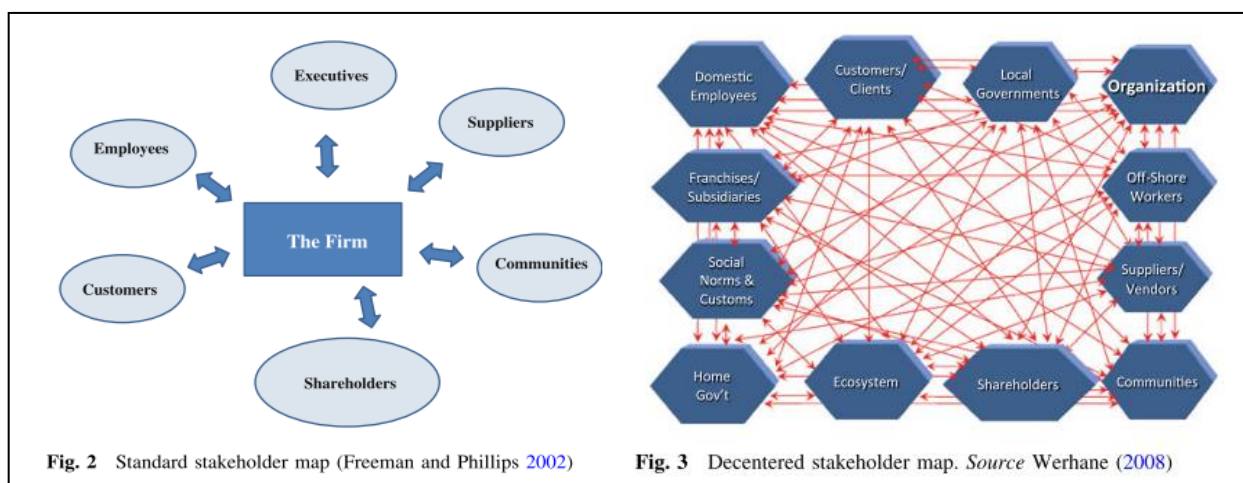 Executives
Suppliers
Employees
The Firm
Communities
Customers
Shareholders
Fig. 2 Standard stakeholder map (Freeman and Phillips 2002)
Domestic
Employees
Customers/
Clients
Local
Governments
Organization
Franchises/
Subsidiaries
Off-Shore
Workers
Social
Norms &
Customs
Suppliers/
Vendors
Home
Gov't
Ecosystem
Shareholders
Communities
Fig. 3 Decentered stakeholder map. Source Werhane (2008)